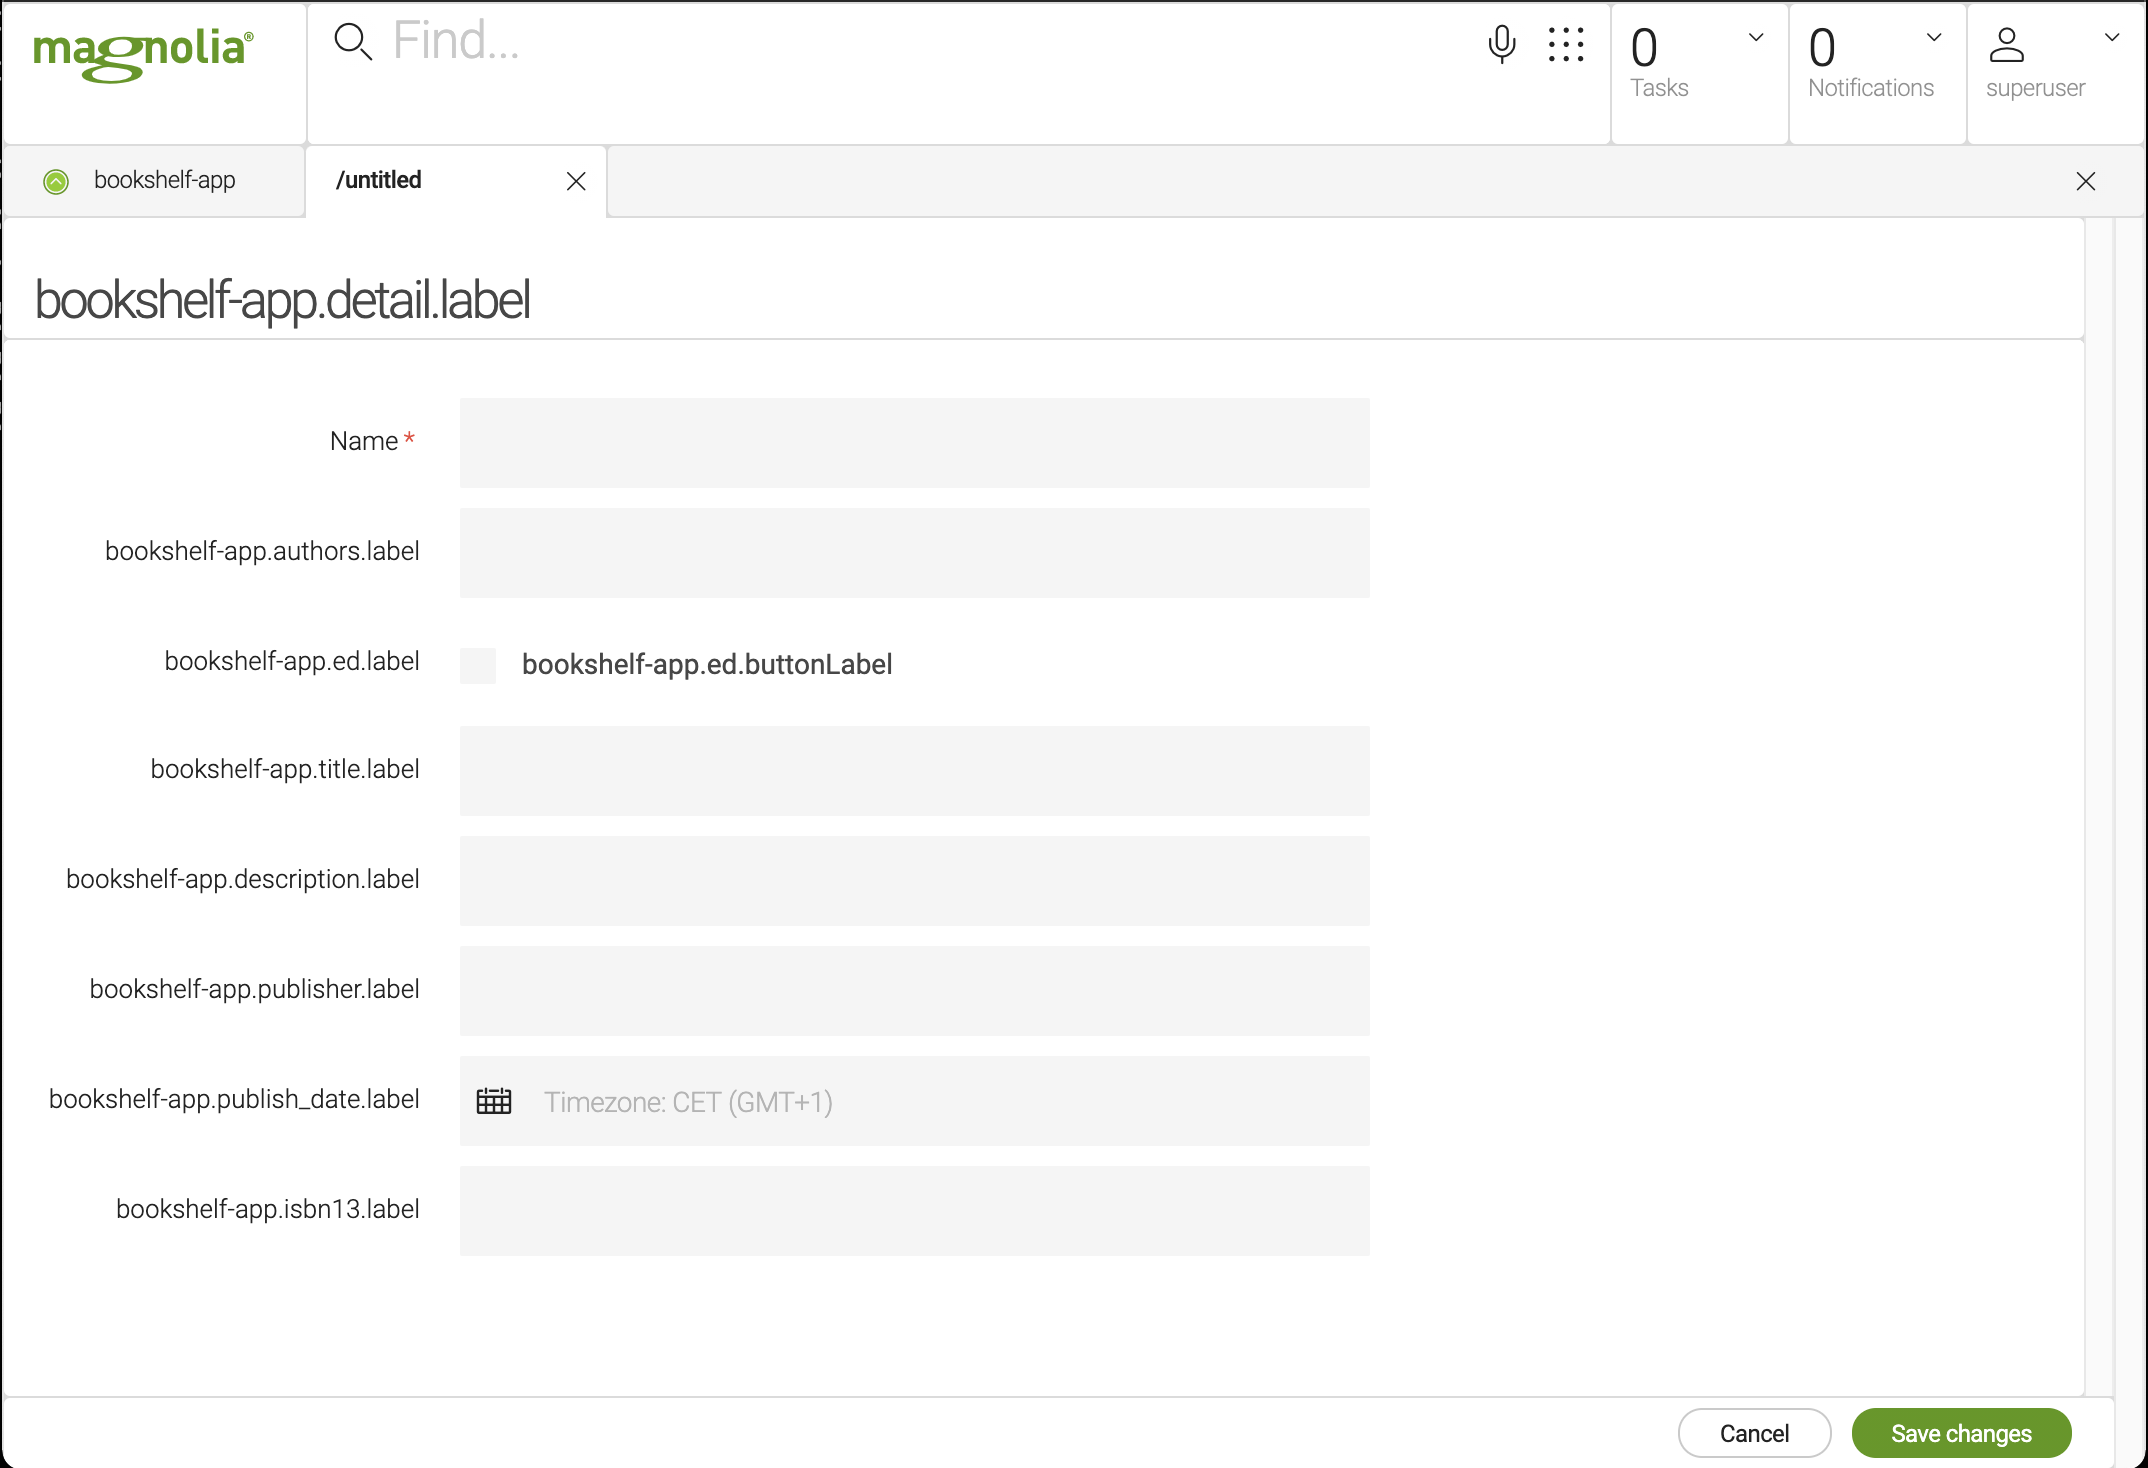 magnolia®
Find...
0
Tasks
0
Notifications
superuser
bookshelf-app
/untitled
bookshelf-app.detail.label
Name *
bookshelf-app.authors.label
bookshelf-app.ed.label
bookshelf-app.ed.buttonLabel
bookshelf-app.title.label
bookshelf-app.description.label
bookshelf-app.publisher.label
bookshelf-app.publish_date.label
Timezone: CET (GMT+1)
bookshelf-app.isbn13.label
Cancel
Save changes